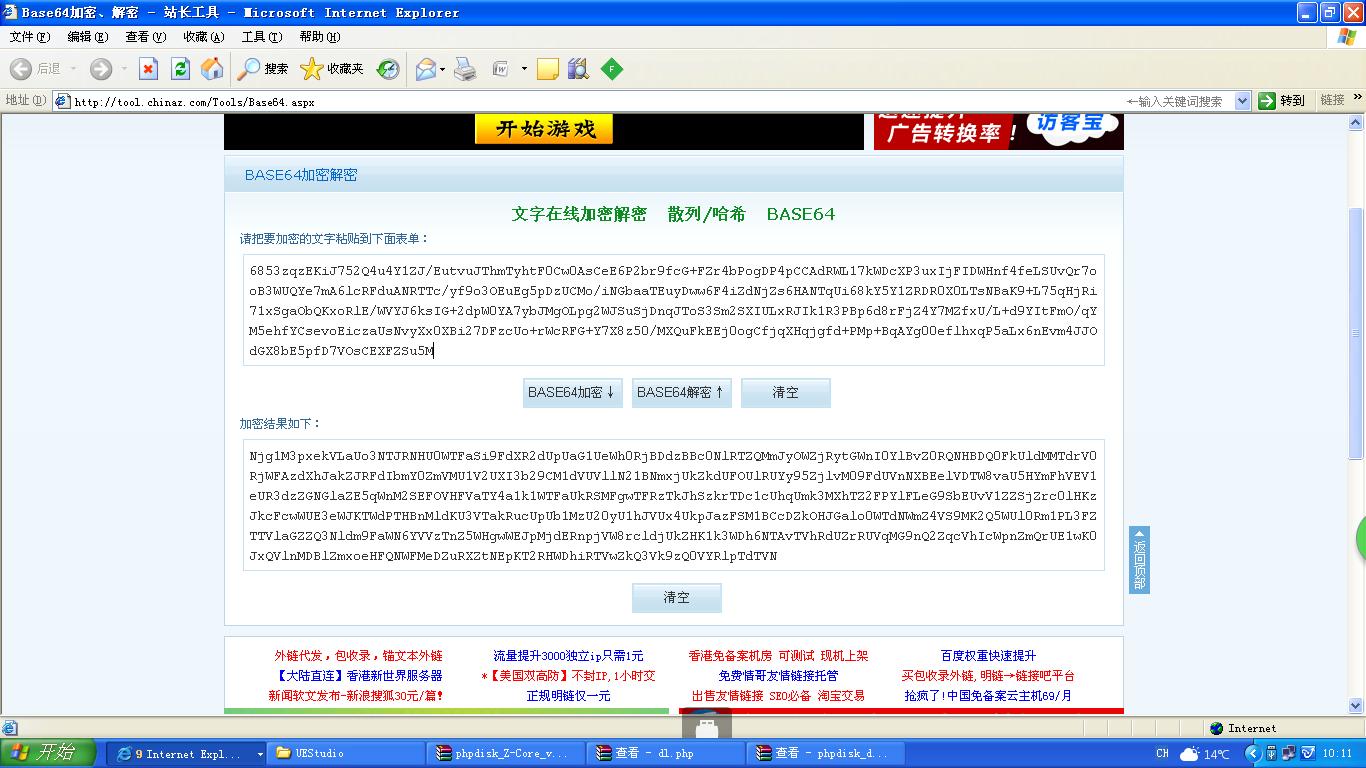 Base64加密、解密 - 站长工具 - Microsoft Internet Explorer
文件(F) 编辑(E) 查看(V) 收藏(A) 工具(T) 帮助(H)
后退 搜索 收藏夹
地址(D) http://tool.chinaz.com/Tools/Base64.aspx ←输入关键词搜索 转到 链接 »
开始游戏 广告转换率! 访客宝
BASE64加密解密
文字在线加密解密 散列/哈希 BASE64
请把要加密的文字粘贴到下面表单:
6853zqzEKiJ752Q4u4Y1ZJ/EutvuJThmTyhtF0Cw0AsCeE6P2br9fcG+FZr4bPogDP4pCCAdRWL17kWDcXP3uxIjFIDWHnf4feLSUvQr7o
oB3WUQYe7mA6lcRFduANRTTc/yf9o3OEuEg5pDzUCMo/iNGbaaTEuyDww6F4iZdNjZs6HANTqUi68kY5Y1ZRDR0X0LTsNBaK9+L75qHjRi
71xSgaObQKxoRlE/WVYJ6ksIG+2dpW0YA7ybJMgOLpg2WJSuSjDnqJToS3Sm2SXIULxRJIk1R3PBp6d8rFjZ4Y7MZfxU/L+d9YItFmO/qY
M5ehfYCsevoEiczaUsNvyXx0XBi27DFzcUo+rWcRFG+Y7X8z50/MXQuFkEEj0ogCfjqXHqjgfd+PMp+BqAYg00eflhxqP5aLx6nEvm4JJO
dGX8bE5pfD7VOsCEXFZSu5M
BASE64加密↓ BASE64解密↑ 清空
加密结果如下:
Njg1M3pxekVLaUo3NTJRNHU0WTFaSi9FdXR2dUpUaG1UeWh0RjBDdzBBc0NlRTZQMmJyOWZjRytGWnI0YlBvZ0RQNHBDQ0FkUldMMTdrV0
RjWFAzdXhJakZJRFdIbmY0ZmVMU1V2UXI3b29CM1dVUVllN21BNmxjUkZkdUFOUlRUYy95ZjlvM09FdUVnNXBEelVDTW8vaU5HYmFhVEV1
eUR3dzZGNGlaZE5qWnM2SEFOVHFVaTY4a1k1WTFaUkRSMFgwTFRzTkJhSzkrTDc1cUhqUmk3MXhTZ2FPYlFLeG9SbEUvV1ZZSjZrc0lHKz
JkcFcwWUE3eWJKTWdPTHBnMldKU3VTakRucUpUb1MzU20yU1hJVUx4UkpJazFSM1BCcDZkOHJGalo0WTdNWmZ4VS9MK2Q5WUl0Rm1PL3FZ
TTVlaGZZQ3Nldm9FaWN6YVVzTnZ5WHgwWEJpMjdERnpjVW8rcldjUkZHK1k3WDh6NTAvTVhRdUZrRUVqMG9nQ2ZqcVhIcWpnZmQrUE1wK0
JxQVlnMDBlZmxoeHFQNWFMeDZuRXZtNEpKT2RHWDhiRTVwZkQ3Vk9zQ0VYRlpTdTVN
清空
返回顶部
外链代发,包收录,锚文本外链 流量提升3000独立ip只需1元 香港免备案机房 可测试 现机上架 百度权重快速提升
【大陆直连】香港新世界服务器 *【美国双高防】不封IP,1小时交 免费情哥友情链接托管 买包收录外链,明链→链接吧平台
新闻软文发布-新浪搜狐30元/篇! 正规明链仅一元 出售友情链接 SEO必备 淘宝交易 抢疯了!中国免备案云主机69/月
Internet
开始 9 Internet Expl... UEStudio phpdisk_Z-Core_v... 查看 - dl.php 查看 - phpdisk_d... CH 14℃ 10:11